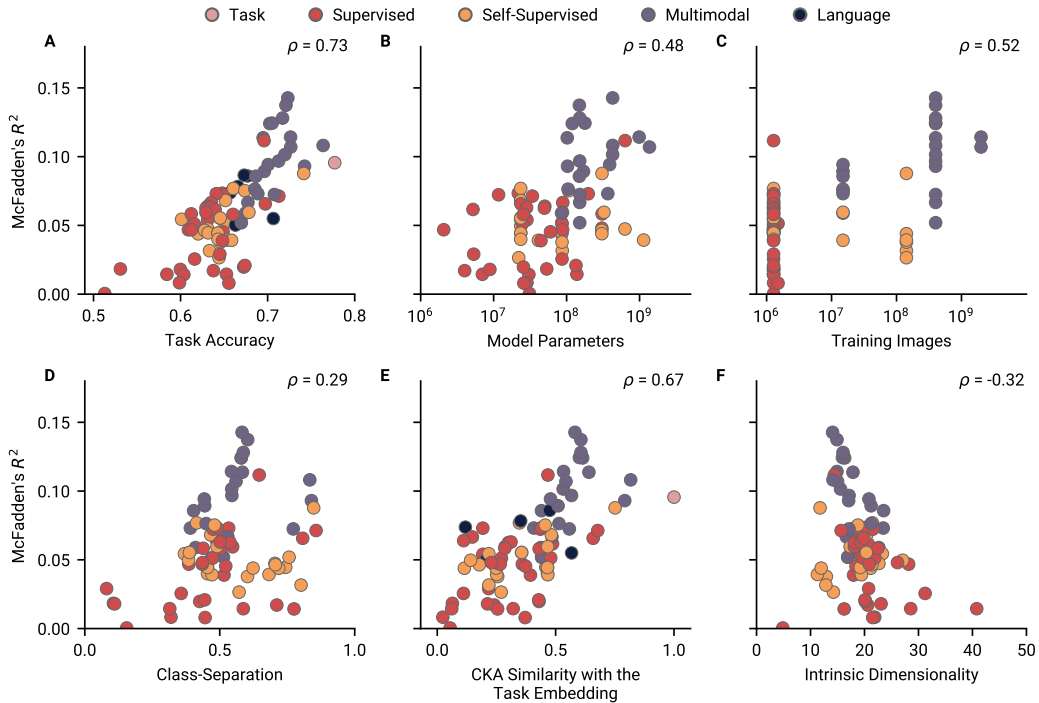 Task Supervised Self-Supervised Multimodal Language
A ρ = 0.73
B ρ = 0.48
C ρ = 0.52
McFadden's R²
0.15
0.10
0.05
0.00
0.5 0.6 0.7 0.8
Task Accuracy
10⁶ 10⁷ 10⁸ 10⁹
Model Parameters
10⁶ 10⁷ 10⁸ 10⁹
Training Images
D ρ = 0.29
E ρ = 0.67
F ρ = -0.32
McFadden's R²
0.15
0.10
0.05
0.00
0.0 0.5 1.0
Class-Separation
0.0 0.5 1.0
CKA Similarity with the
Task Embedding
0 10 20 30 40 50
Intrinsic Dimensionality